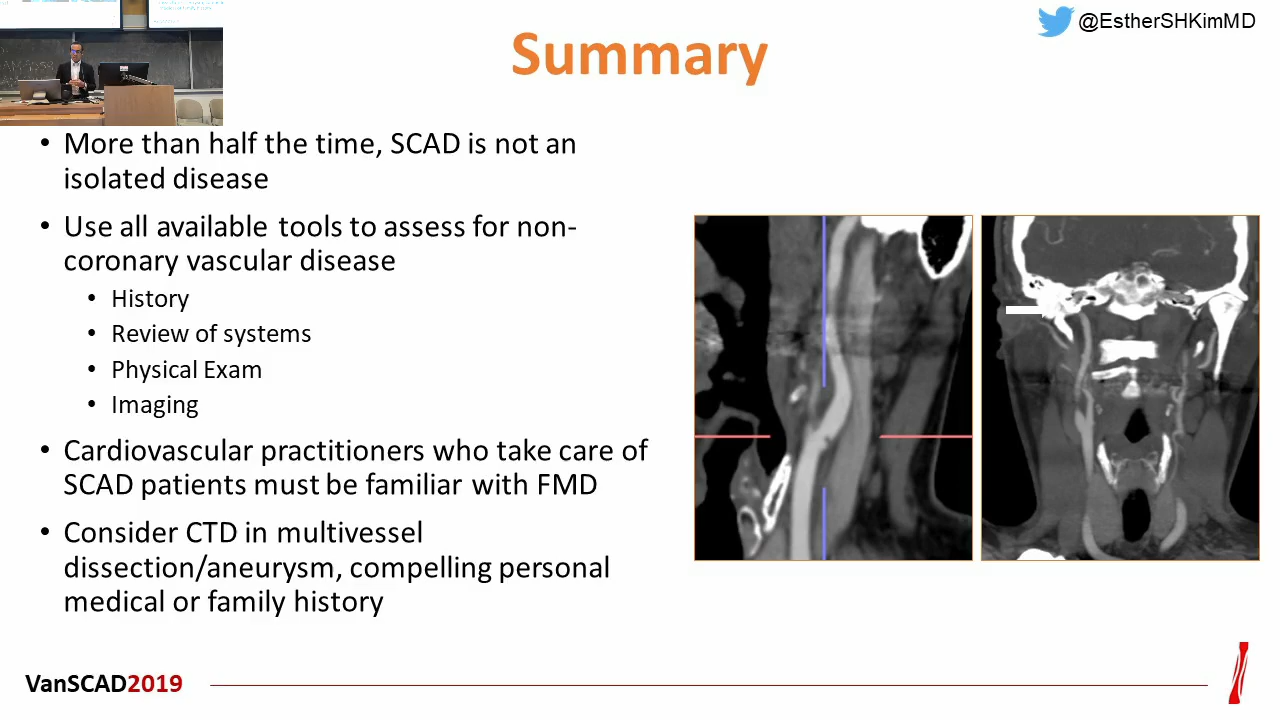 @EstherSHKimMD
Summary
• More than half the time, SCAD is not an
isolated disease
• Use all available tools to assess for non-
coronary vascular disease
• History
• Review of systems
• Physical Exam
• Imaging
• Cardiovascular practitioners who take care of
SCAD patients must be familiar with FMD
• Consider CTD in multivessel
dissection/aneurysm, compelling personal
medical or family history
VanSCAD2019